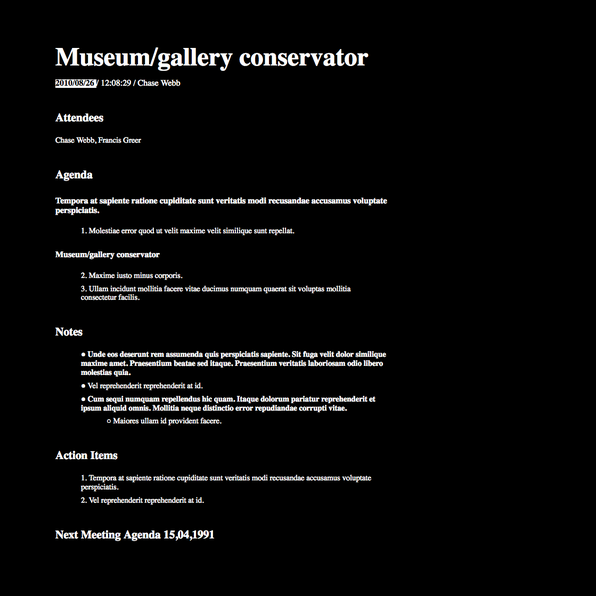 Museum/gallery conservator
2010/08/26 / 12:08:29 / Chase Webb
Attendees
Chase Webb, Francis Greer
Agenda
Tempora at sapiente ratione cupiditate sunt veritatis modi recusandae accusamus voluptate
perspiciatis.
1. Molestiae error quod ut velit maxime velit similique sunt repellat.
Museum/gallery conservator
2. Maxime iusto minus corporis.
3. Ullam incidunt mollitia facere vitae ducimus numquam quaerat sit voluptas mollitia
consectetur facilis.
Notes
● Unde eos deserunt rem assumenda quis perspiciatis sapiente. Sit fuga velit dolor similique
maxime amet. Praesentium beatae sed itaque. Praesentium veritatis laboriosam odio libero
molestias quia.
● Vel reprehenderit reprehenderit at id.
● Cum sequi numquam repellendus hic quam. Itaque dolorum pariatur reprehenderit et
ipsum aliquid omnis. Mollitia neque distinctio error repudiandae corrupti vitae.
○ Maiores ullam id provident facere.
Action Items
1. Tempora at sapiente ratione cupiditate sunt veritatis modi recusandae accusamus voluptate
perspiciatis.
2. Vel reprehenderit reprehenderit at id.
Next Meeting Agenda 15,04,1991